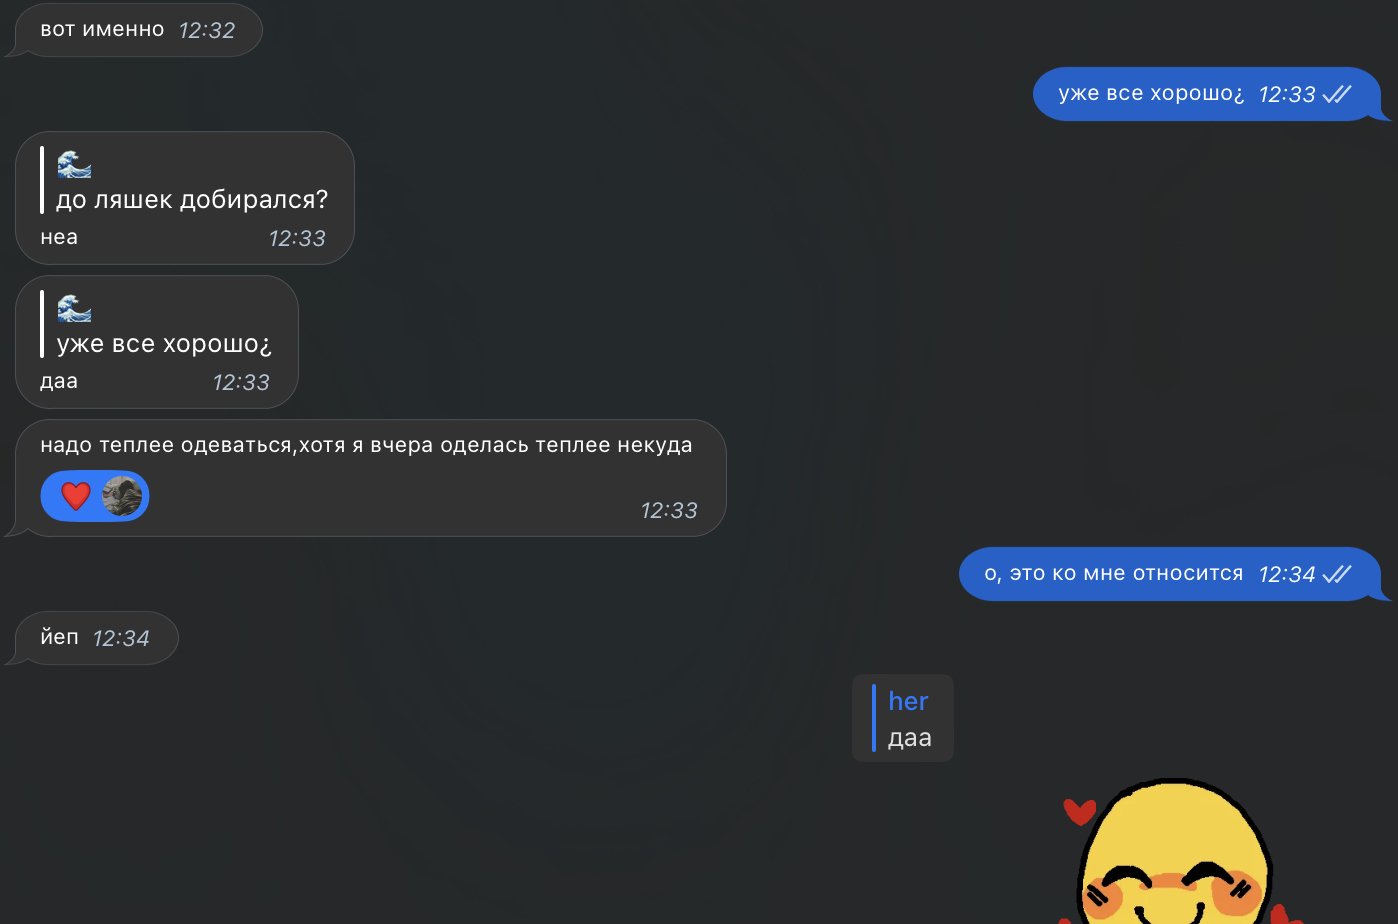 вот именно 12:32
уже все хорошо¿ 12:33
🌊
до ляшек добирался?
неа 12:33
🌊
уже все хорошо¿
даа 12:33
надо теплее одеваться,хотя я вчера оделась теплее некуда
❤️ 12:33
о, это ко мне относится 12:34
йеп 12:34
her
даа